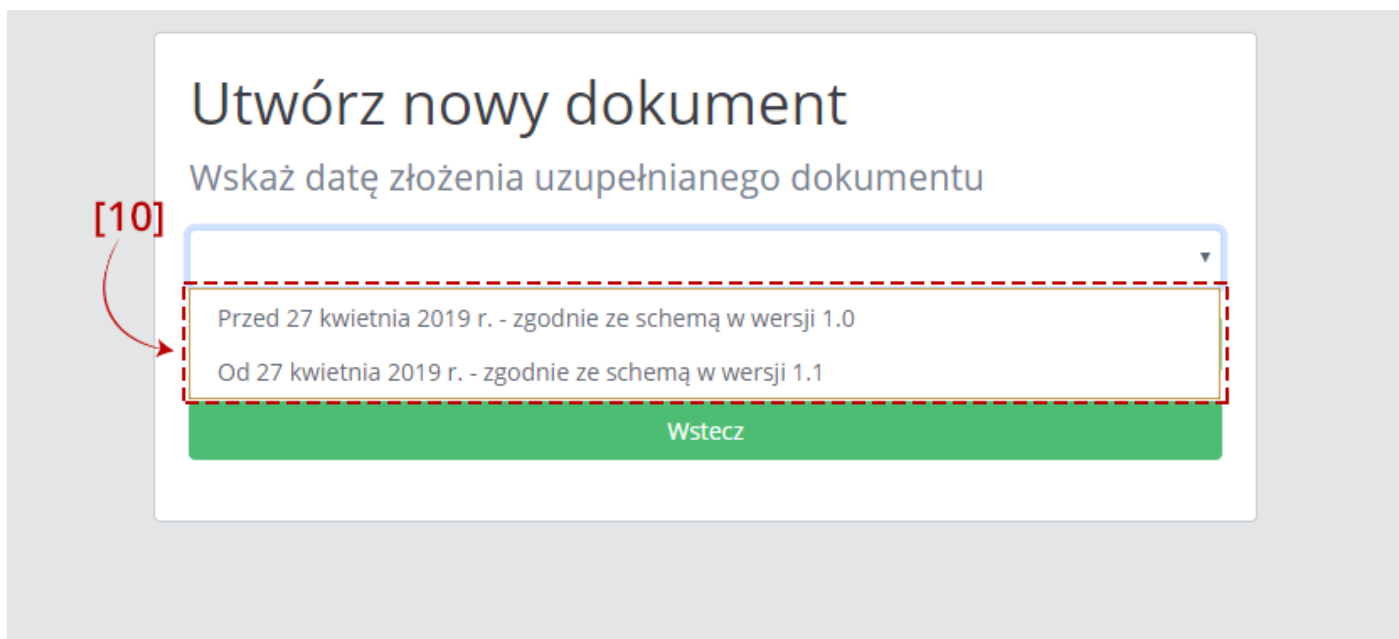 Utwórz nowy dokument
Wskaż datę złożenia uzupełnianego dokumentu
[10]
Przed 27 kwietnia 2019 r. - zgodnie ze schemą w wersji 1.0
Od 27 kwietnia 2019 r. - zgodnie ze schemą w wersji 1.1
Wstecz